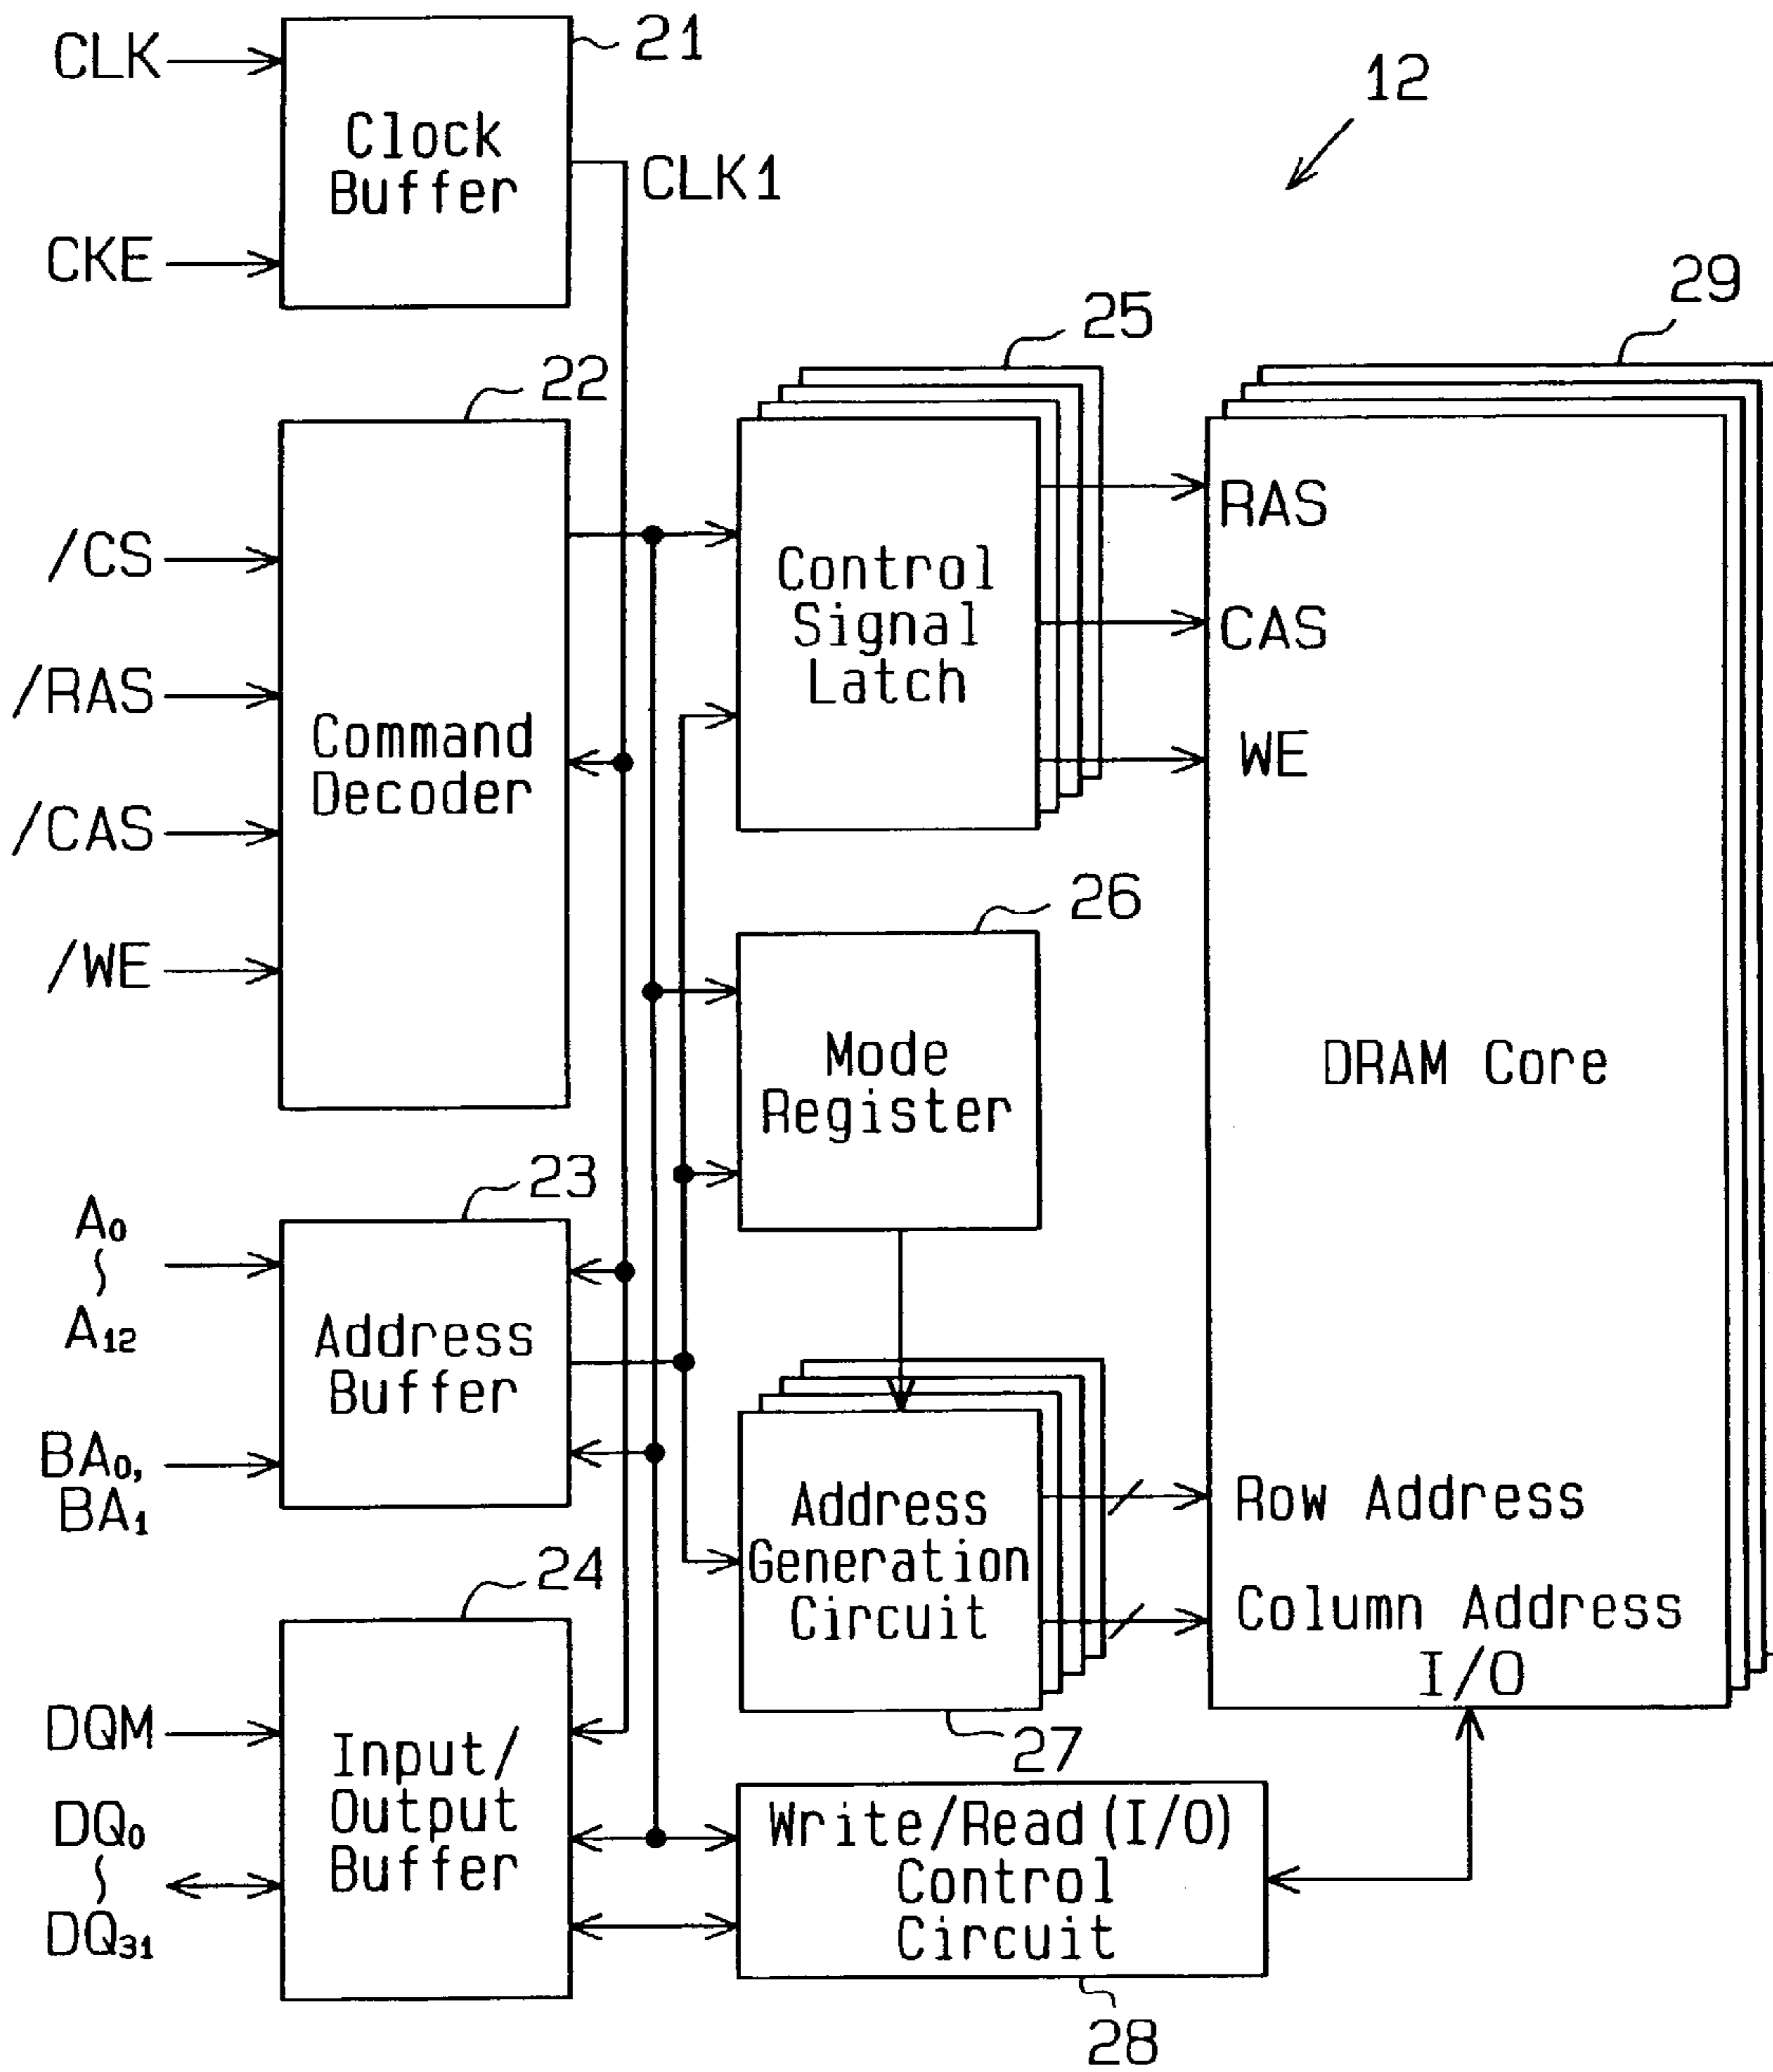 CLK
CKE
21
Clock
Buffer
CLK1
12
22
/CS
/RAS
/CAS
/WE
Command
Decoder
25
Control
Signal
Latch
29
RAS
CAS
WE
DRAM Core
26
Mode
Register
23
A₀
~
A₁₂
BA₀,
BA₁
Address
Buffer
Address
Generation
Circuit
27
Row Address
Column Address
I/O
24
DQM
DQ₀
~
DQ₃₁
Input/
Output
Buffer
Write/Read (I/O)
Control
Circuit
28